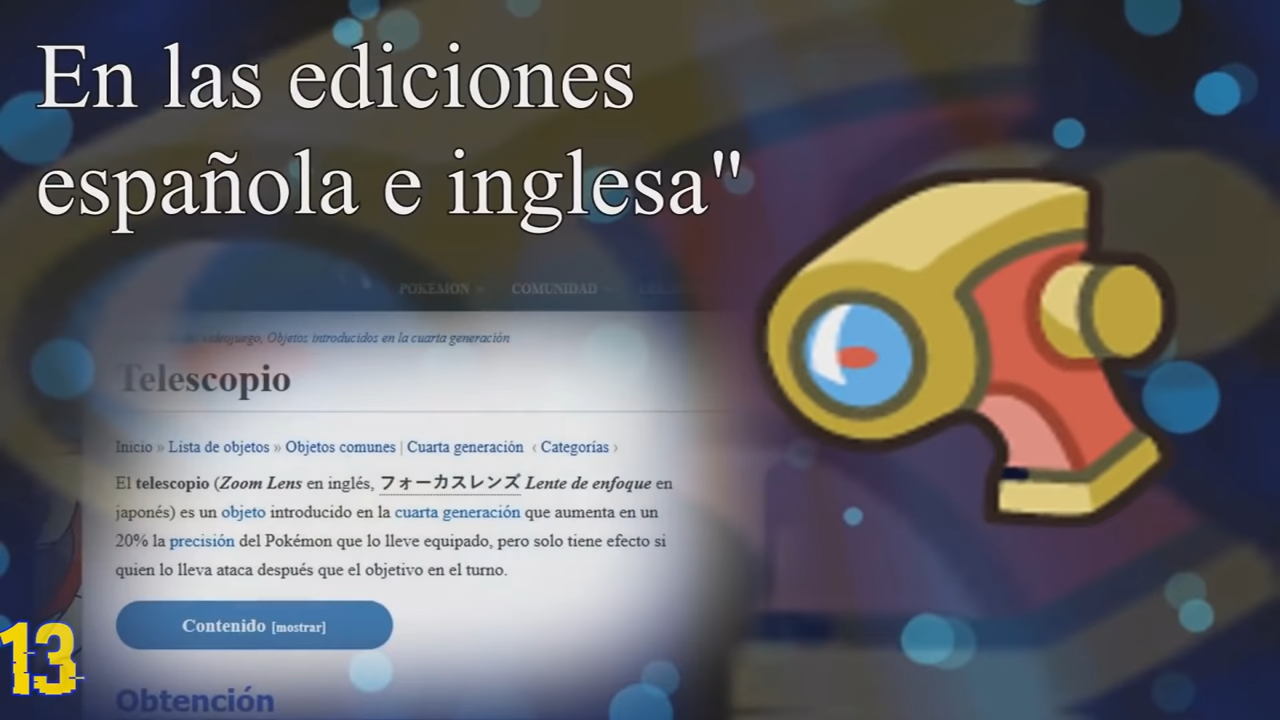 En las ediciones
española e inglesa"
POKÉMON
COMUNIDAD
videojuego, Objetos introducidos en la cuarta generación
Telescopio
Inicio » Lista de objetos » Objetos comunes | Cuarta generación ‹ Categorías ›
El telescopio (Zoom Lens en inglés, フォーカスレンズ Lente de enfoque en
japonés) es un objeto introducido en la cuarta generación que aumenta en un
20% la precisión del Pokémon que lo lleve equipado, pero solo tiene efecto si
quien lo lleva ataca después que el objetivo en el turno.
Contenido [mostrar]
13
Obtención